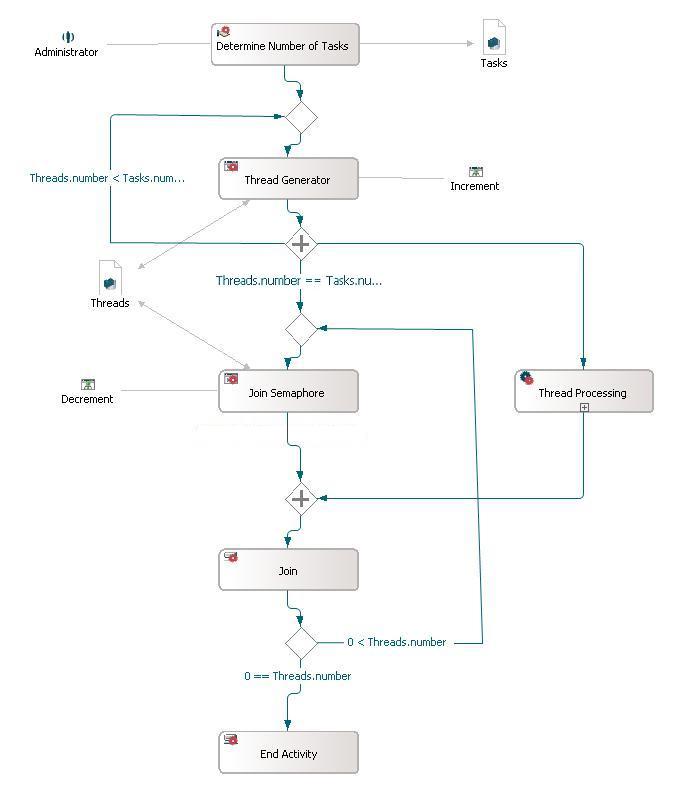 Determine Number of Tasks
Administrator
Tasks
Threads.number < Tasks.num...
Thread Generator
Increment
Threads.number == Tasks.nu...
Threads
Decrement
Join Semaphore
Thread Processing
Join
0 < Threads.number
0 == Threads.number
End Activity